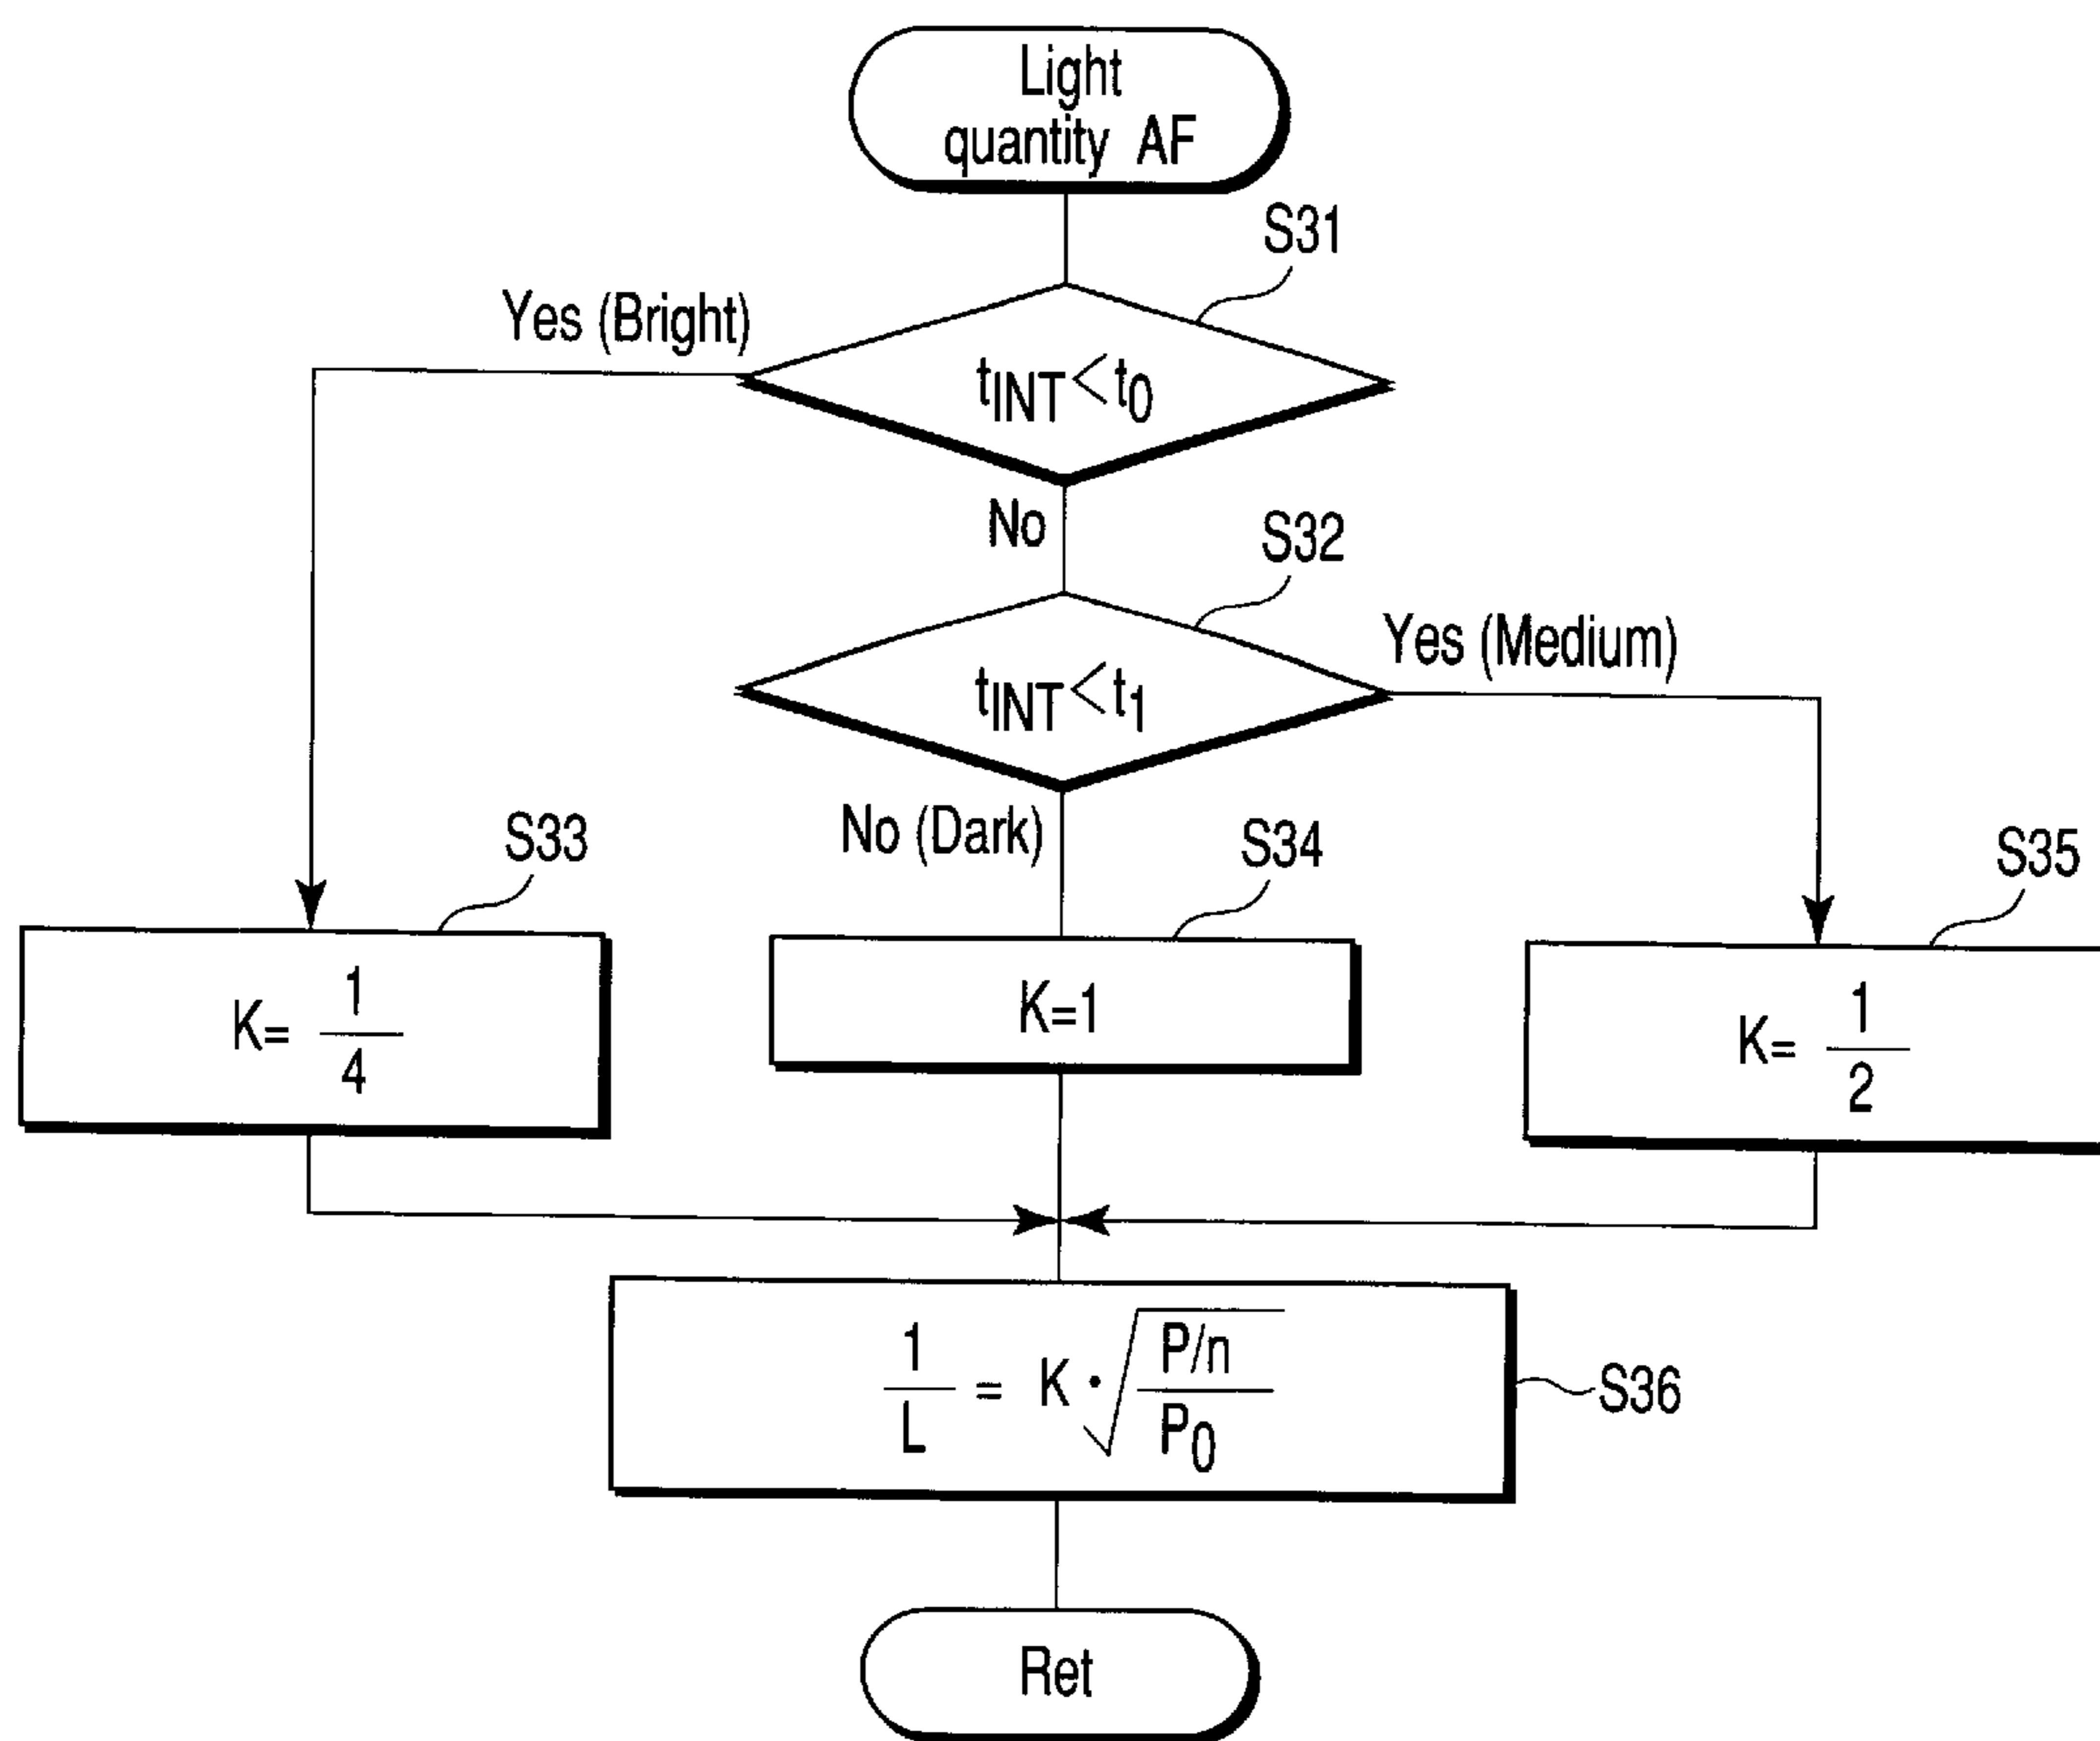 Light
quantity AF
S31
Yes (Bright)
tINT<t0
No
S32
Yes (Medium)
tINT<t1
No (Dark)
S33
S34
S35
K= 1/4
K=1
K= 1/2
1/L = K・√((P/n)/P0)
S36
Ret